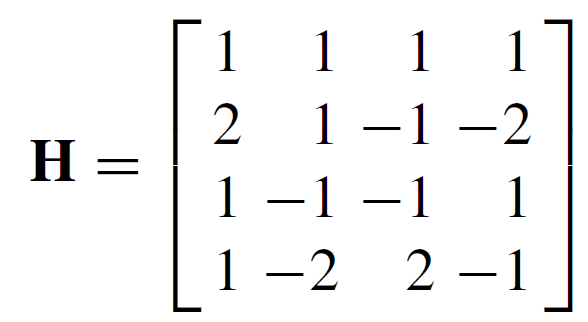 H = [ 1 1 1 1
2 1 −1 −2
1 −1 −1 1
1 −2 2 −1 ]